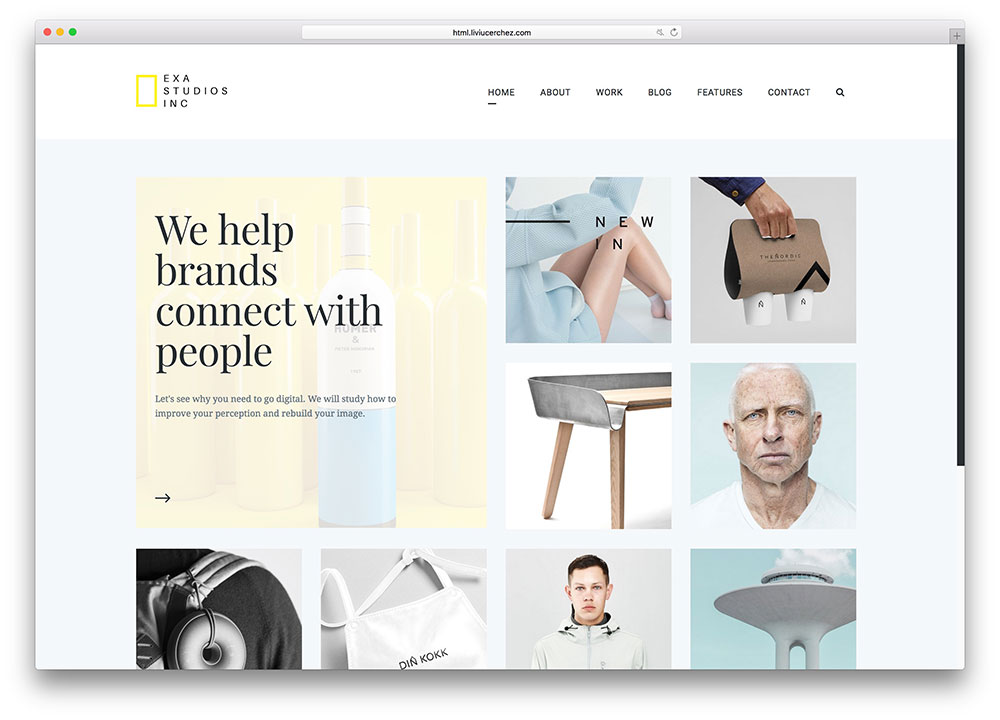 html.liviucerchez.com
EXA
STUDIOS
INC
HOME ABOUT WORK BLOG FEATURES CONTACT
We help
brands
connect with
people
HOMER
&
Let's see why you need to go digital. We will study how to
improve your perception and rebuild your image.
NEW
IN
THEÑORDIC
DIÑ KOKK